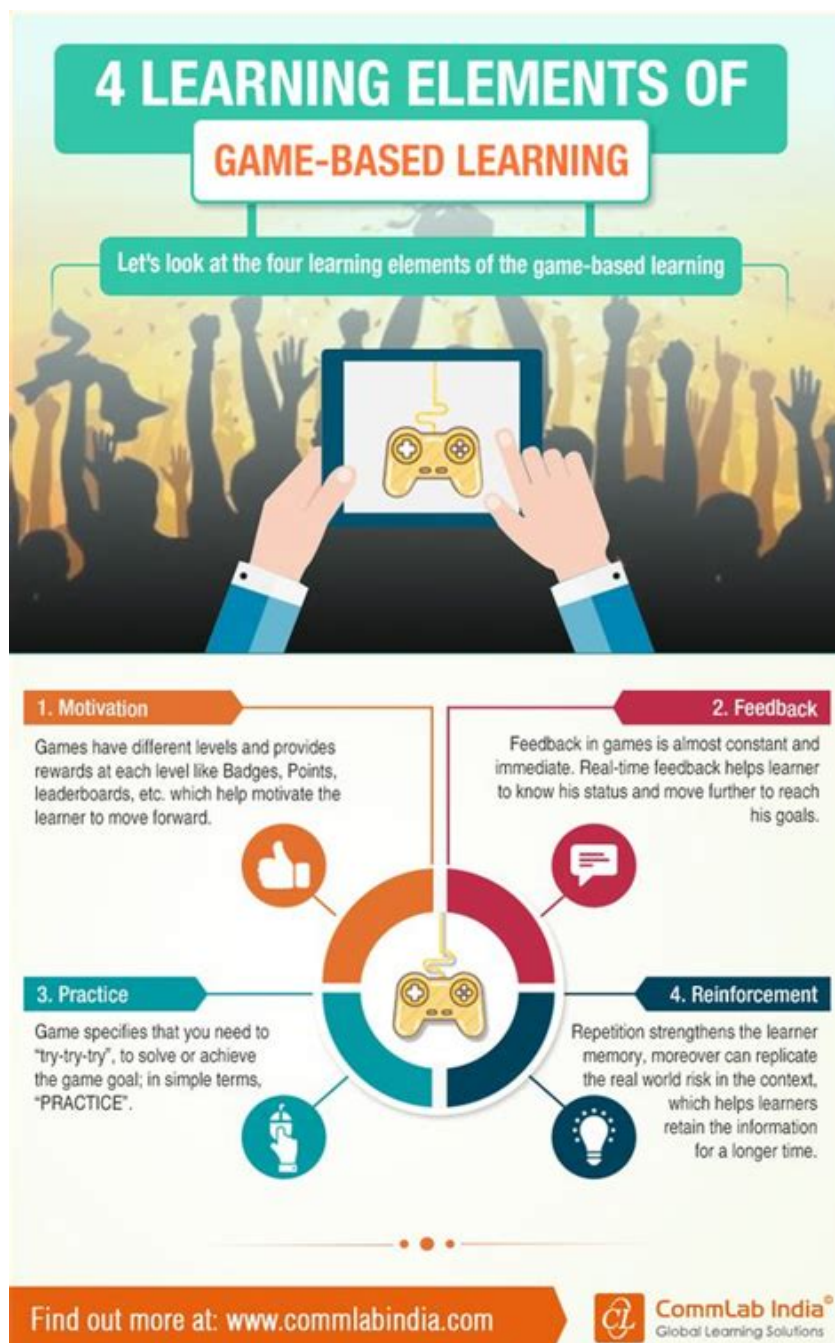 4 LEARNING ELEMENTS OF
GAME-BASED LEARNING
Let's look at the four learning elements of the game-based learning
1. Motivation
Games have different levels and provides
rewards at each level like Badges, Points,
leaderboards, etc. which help motivate the
learner to move forward.
2. Feedback
Feedback in games is almost constant and
immediate. Real-time feedback helps learner
to know his status and move further to reach
his goals.
3. Practice
Game specifies that you need to
"try-try-try", to solve or achieve
the game goal; in simple terms,
"PRACTICE".
4. Reinforcement
Repetition strengthens the learner
memory, moreover can replicate
the real world risk in the context,
which helps learners
retain the information
for a longer time.
Find out more at: www.commlabindia.com
CL
CommLab India©
Global Learning Solutions